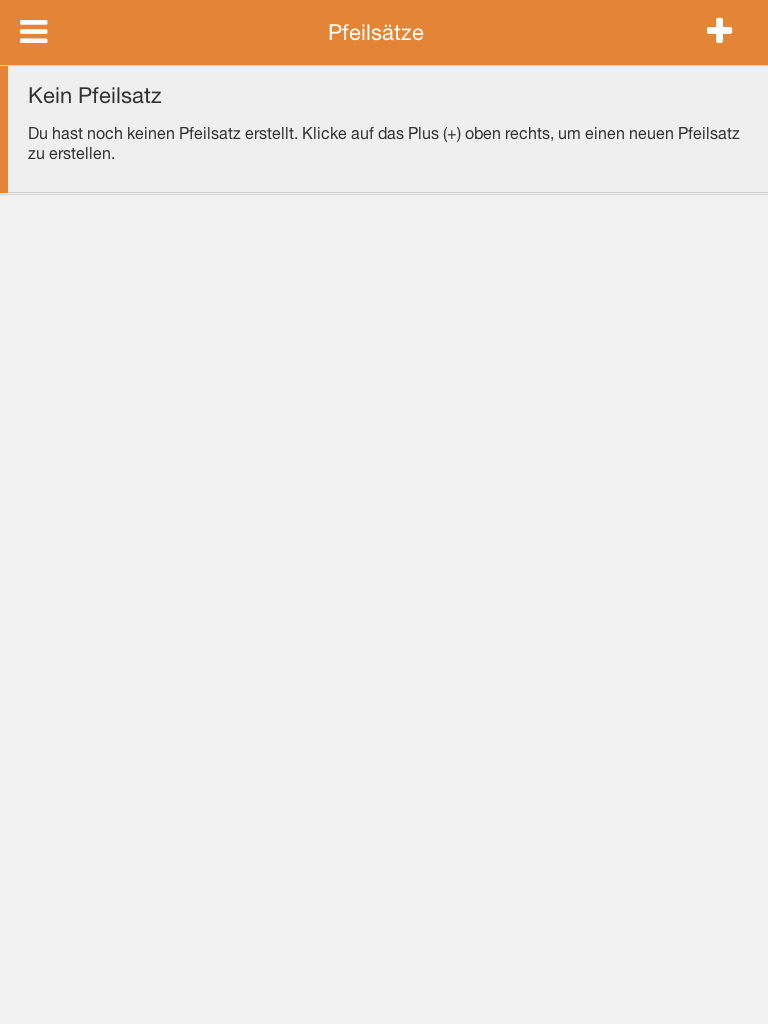 Pfeilsätze
Kein Pfeilsatz
Du hast noch keinen Pfeilsatz erstellt. Klicke auf das Plus (+) oben rechts, um einen neuen Pfeilsatz
zu erstellen.